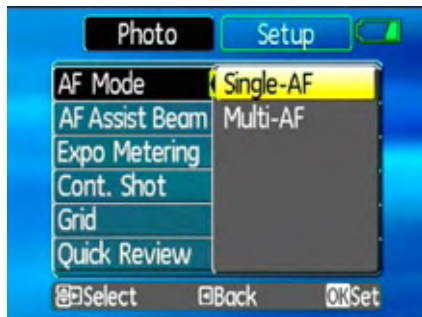 Photo Setup
AF Mode Single-AF
AF Assist Beam Multi-AF
Expo Metering
Cont. Shot
Grid
Quick Review
Select Back OK Set